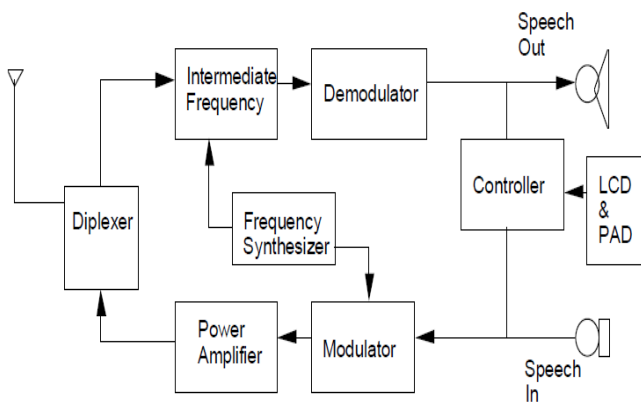 Speech
Out
Intermediate
Frequency
Demodulator
Controller
LCD
&
PAD
Diplexer
Frequency
Synthesizer
Power
Amplifier
Modulator
Speech
In